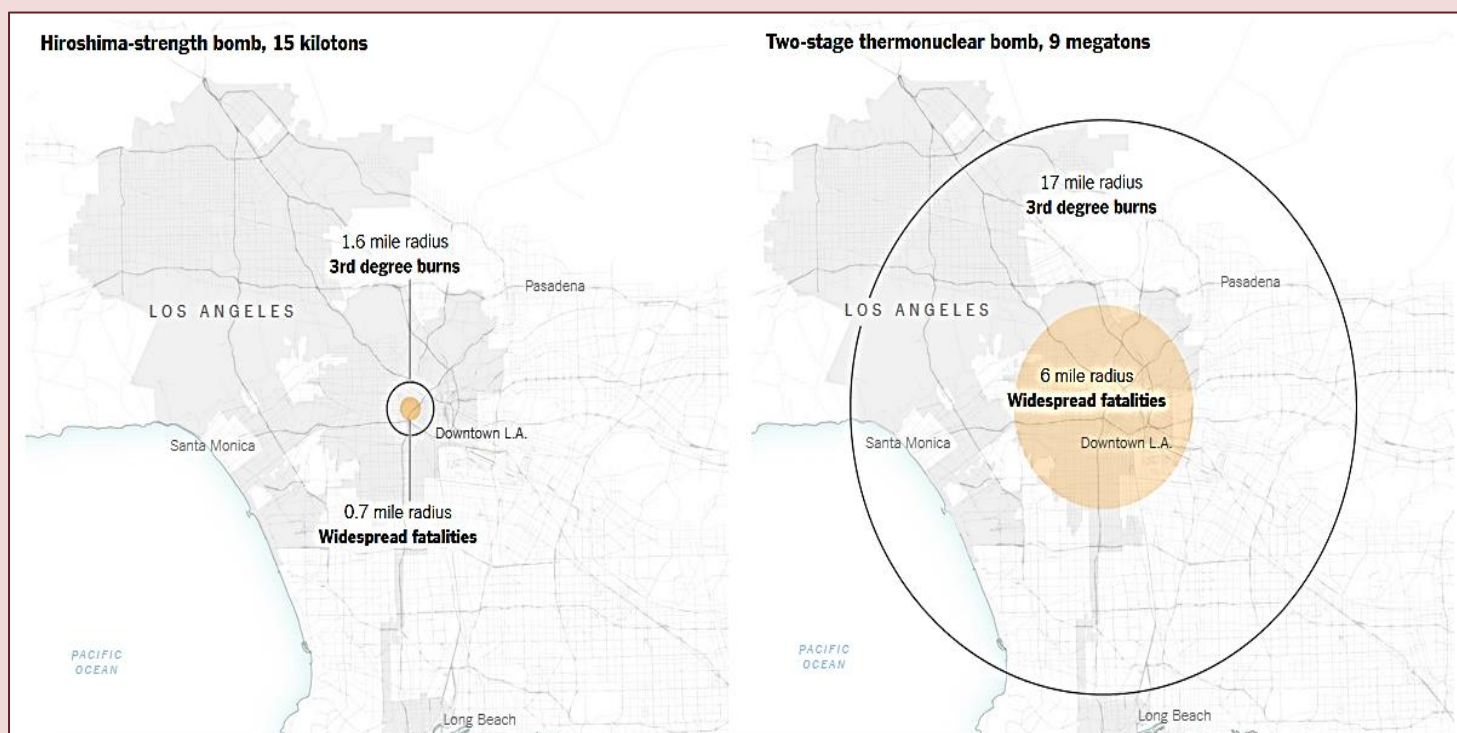 Hiroshima-strength bomb, 15 kilotons
1.6 mile radius
3rd degree burns
Pasadena
LOS ANGELES
Santa Monica
Downtown L.A.
0.7 mile radius
Widespread fatalities
PACIFIC
OCEAN
Long Beach
Two-stage thermonuclear bomb, 9 megatons
17 mile radius
3rd degree burns
Pasadena
LOS ANGELES
6 mile radius
Widespread fatalities
Santa Monica
Downtown L.A.
PACIFIC
OCEAN
Long Beach